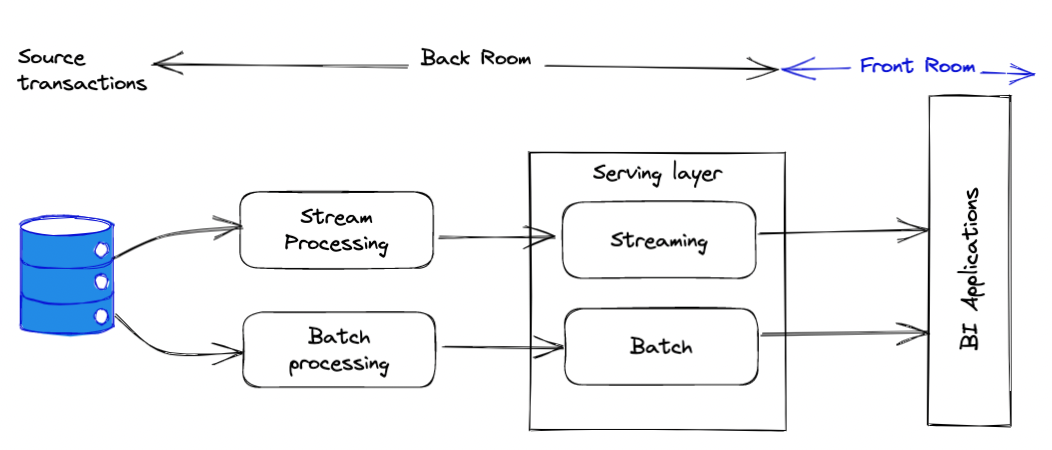 Source
transactions
Back Room
Front Room
Serving layer
Stream
Processing
Streaming
Batch
processing
Batch
BI Applications